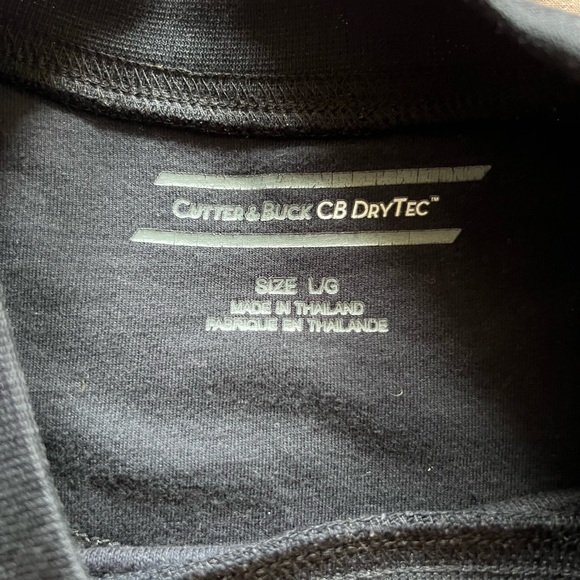 CUTTER & BUCK CB DRYTEC™
SIZE L/G
MADE IN THAILAND
FABRIQUE EN THAILANDE